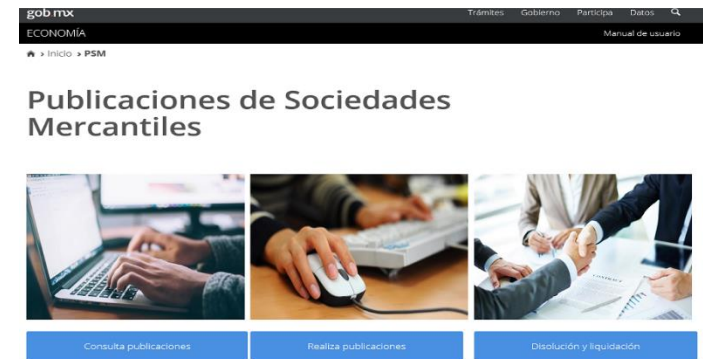 gob mx
Trámites Gobierno Participa Datos
ECONOMÍA
Manual de usuario
> Inicio > PSM
Publicaciones de Sociedades
Mercantiles
CONTRACT
Consulta publicaciones
Realiza publicaciones
Disolución y liquidación